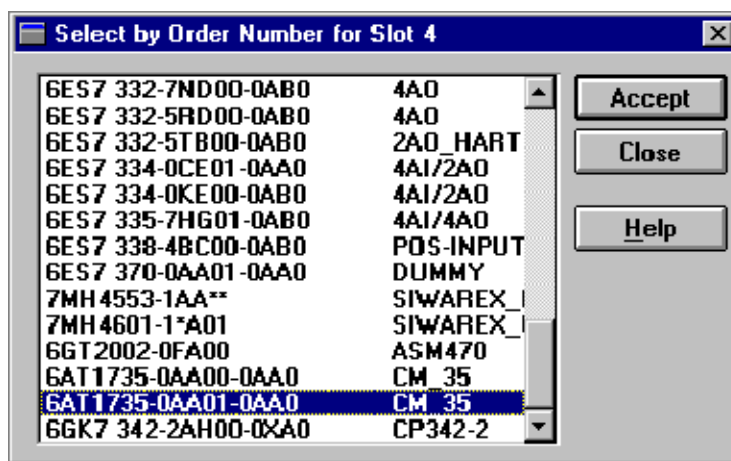 Select by Order Number for Slot 4
6ES7 332-7ND00-0AB0 4AO
6ES7 332-5RD00-0AB0 4AO
6ES7 332-5TB00-0AB0 2AO_HART
6ES7 334-0CE01-0AA0 4AI/2AO
6ES7 334-0KE00-0AB0 4AI/2AO
6ES7 335-7HG01-0AB0 4AI/4AO
6ES7 338-4BC00-0AB0 POS-INPUT
6ES7 370-0AA01-0AA0 DUMMY
7MH4553-1AA** SIWAREX_
7MH4601-1*A01 SIWAREX_
6GT2002-0FA00 ASM470
6AT1735-0AA00-0AA0 CM_35
6AT1735-0AA01-0AA0 CM_35
6GK7 342-2AH00-0XA0 CP342-2
Accept
Close
Help